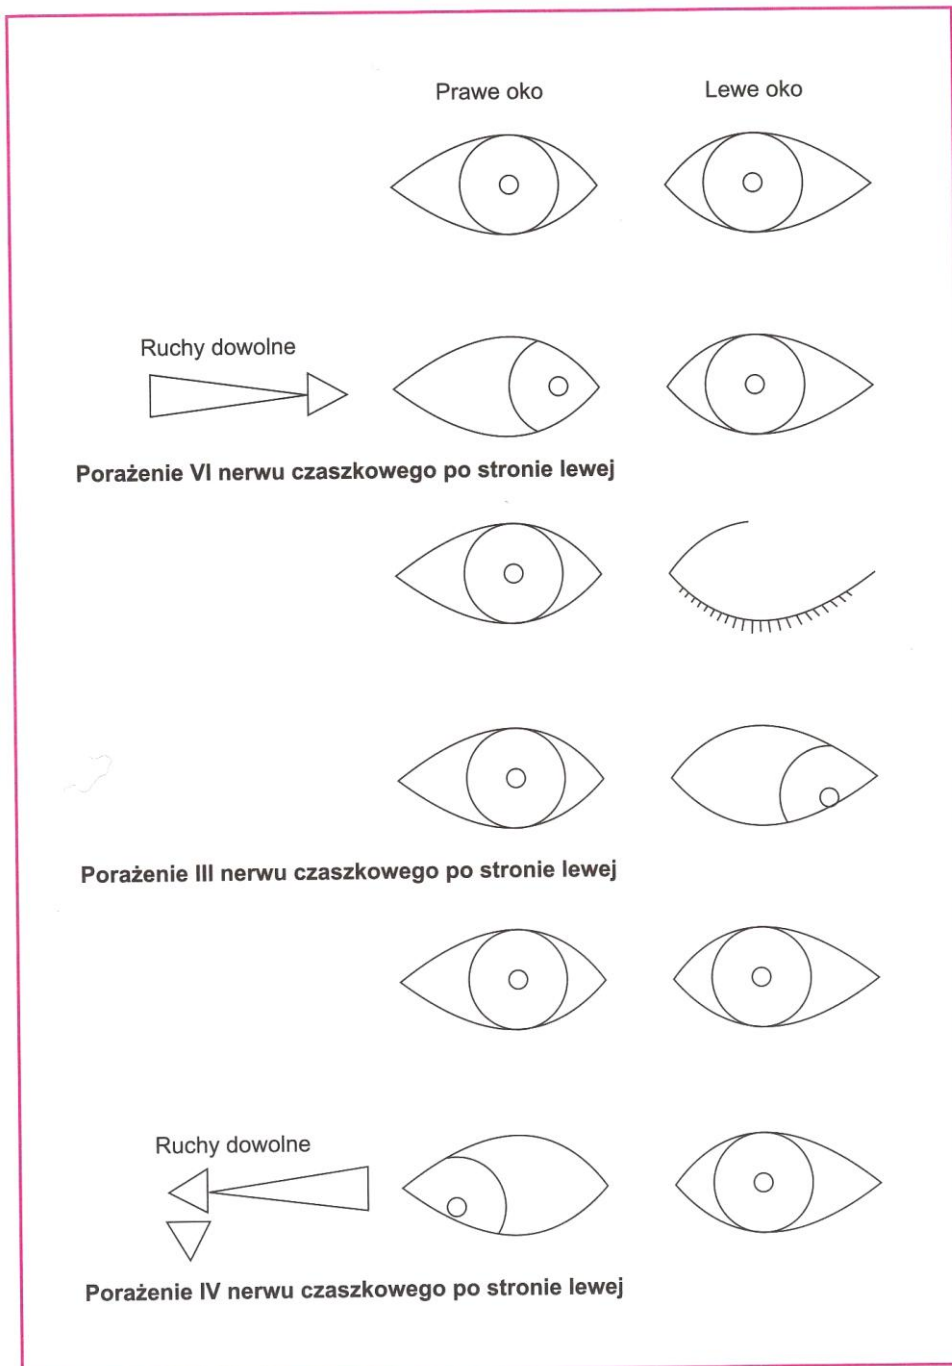 Prawe oko Lewe oko
Ruchy dowolne
Porażenie VI nerwu czaszkowego po stronie lewej
Porażenie III nerwu czaszkowego po stronie lewej
Ruchy dowolne
Porażenie IV nerwu czaszkowego po stronie lewej